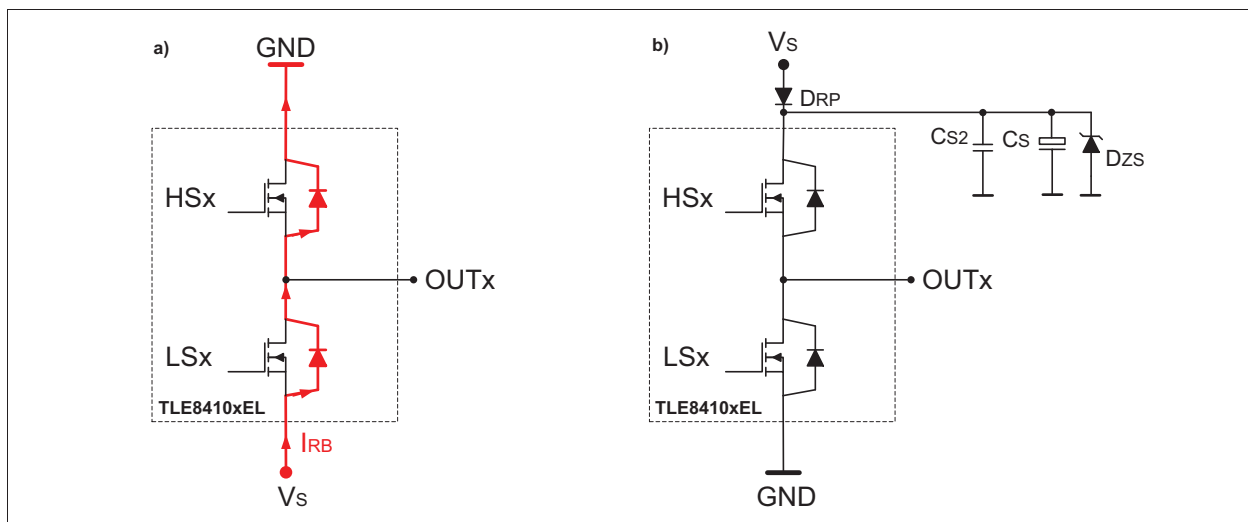 a)
GND
HSx
OUTx
LSx
TLE8410xEL
IRB
VS
b)
VS
DRP
CS2
CS
DZS
HSx
OUTx
LSx
TLE8410xEL
GND